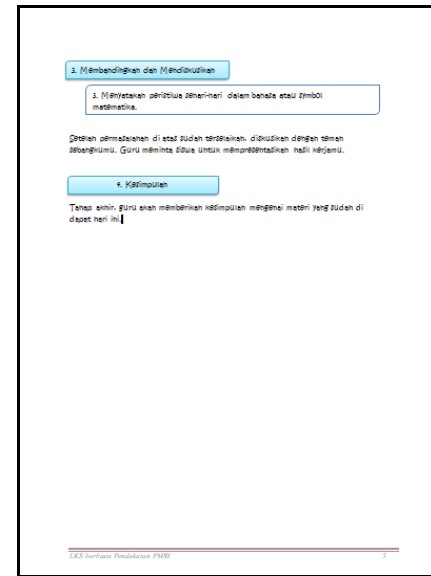 3. Membandingkan dan Mendiskusikan
3. Menyatakan peristiwa sehari-hari dalam bahasa atau symbol
matematika.
Setelah permasalahan di atas sudah terselaikan, diskusikan dengan teman
sebangkumu. Guru meminta siswa untuk mempresentasikan hasil kerjamu.
4. Kesimpulan
Tahap akhir, guru akan memberikan kesimpulan mengenai materi yang sudah di
dapat hari ini.
LKS berbasis Pendekatan PMRI 5